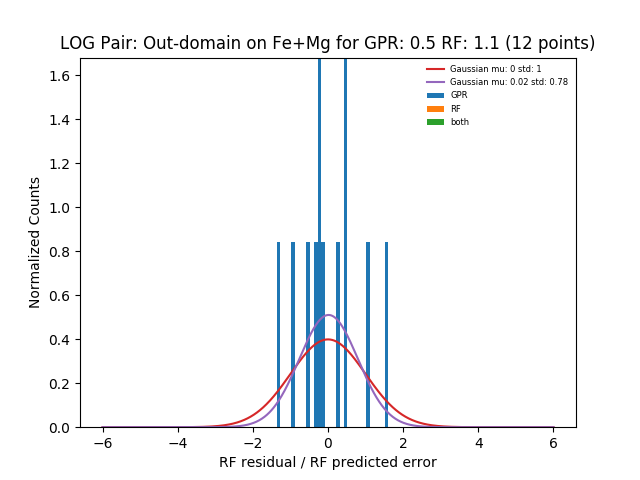 LOG Pair: Out-domain on Fe+Mg for GPR: 0.5 RF: 1.1 (12 points)
Gaussian mu: 0 std: 1
Gaussian mu: 0.02 std: 0.78
GPR
RF
both
1.6
1.4
1.2
1.0
0.8
0.6
0.4
0.2
0.0
Normalized Counts
−6 −4 −2 0 2 4 6
RF residual / RF predicted error